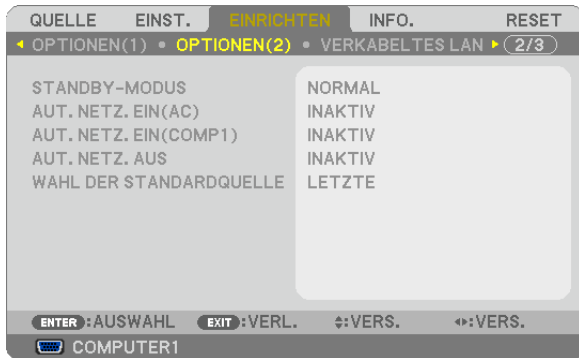 QUELLE EINST. EINRICHTEN INFO. RESET
OPTIONEN(1) • OPTIONEN(2) • VERKABELTES LAN 2/3
STANDBY-MODUS NORMAL
AUT. NETZ. EIN(AC) INAKTIV
AUT. NETZ. EIN(COMP1) INAKTIV
AUT. NETZ. AUS INAKTIV
WAHL DER STANDARDQUELLE LETZTE
ENTER :AUSWAHL EXIT :VERL. :VERS. :VERS.
COMPUTER1